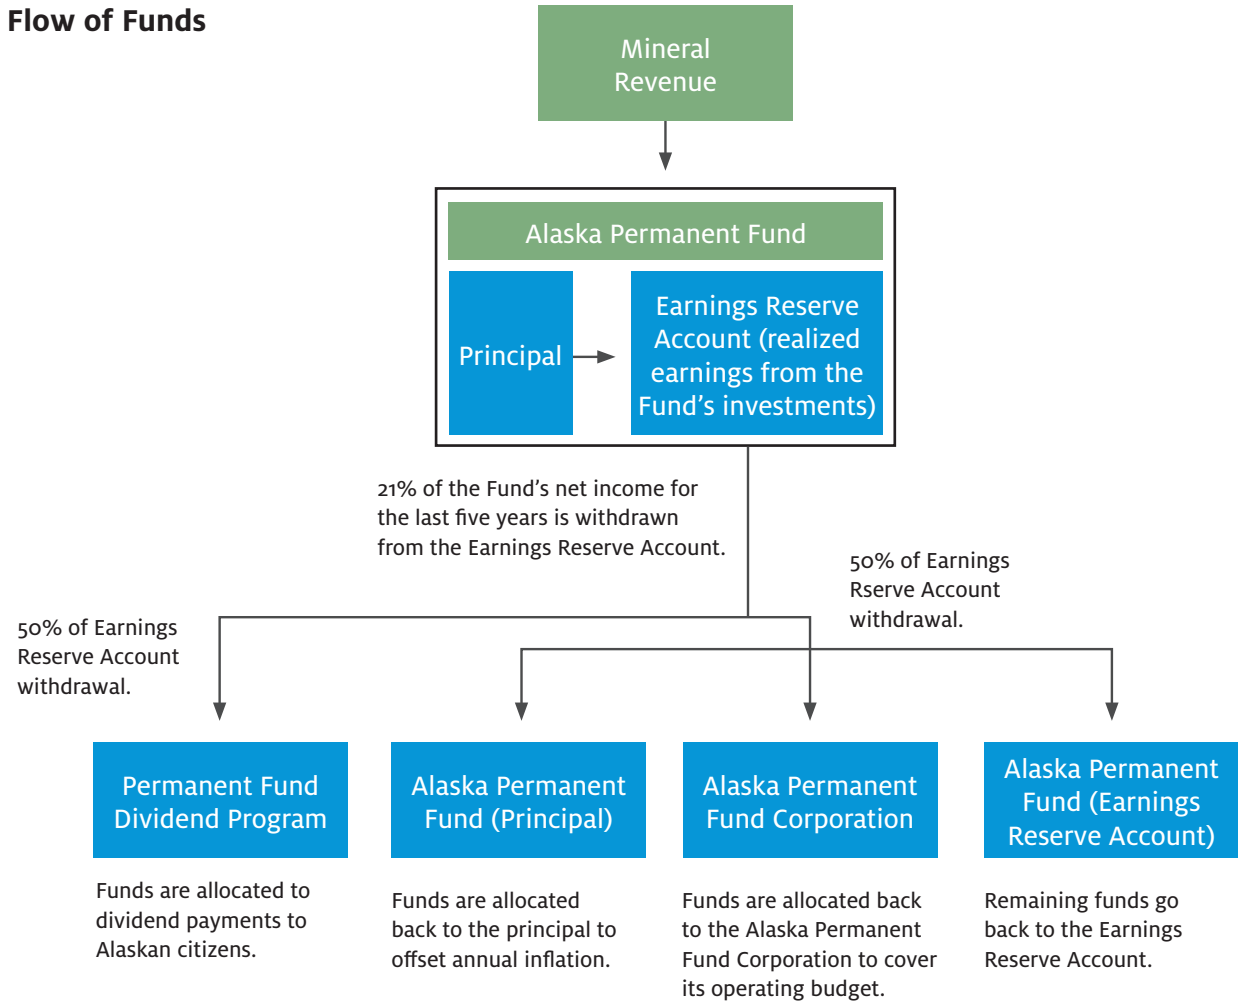 Flow of Funds
Mineral
Revenue
Alaska Permanent Fund
Principal
Earnings Reserve
Account (realized
earnings from the
Fund's investments)
21% of the Fund's net income for
the last five years is withdrawn
from the Earnings Reserve Account.
50% of Earnings
Rserve Account
withdrawal.
50% of Earnings
Reserve Account
withdrawal.
Permanent Fund
Dividend Program
Alaska Permanent
Fund (Principal)
Alaska Permanent
Fund Corporation
Alaska Permanent
Fund (Earnings
Reserve Account)
Funds are allocated to
dividend payments to
Alaskan citizens.
Funds are allocated
back to the principal to
offset annual inflation.
Funds are allocated back
to the Alaska Permanent
Fund Corporation to cover
its operating budget.
Remaining funds go
back to the Earnings
Reserve Account.